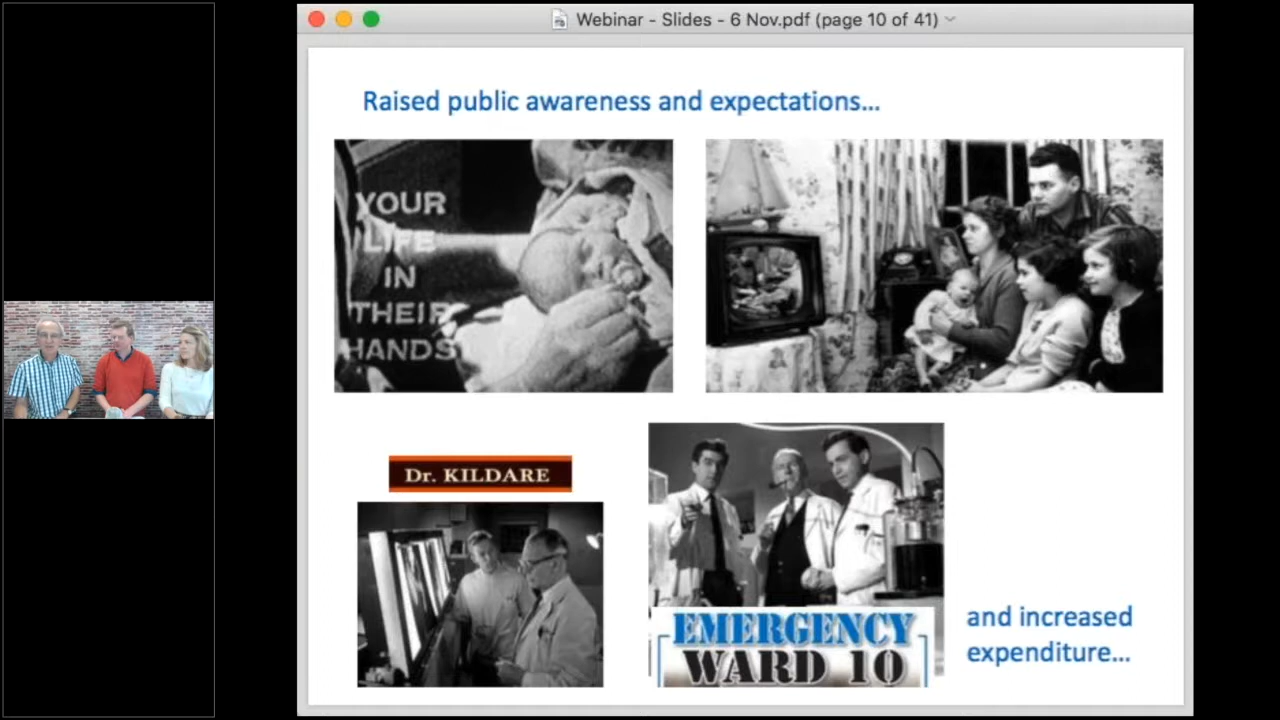 Webinar - Slides - 6 Nov.pdf (page 10 of 41)
Raised public awareness and expectations...
YOUR
LIFE
IN
THEIR
HANDS
Dr. KILDARE
EMERGENCY
WARD 10
and increased
expenditure...